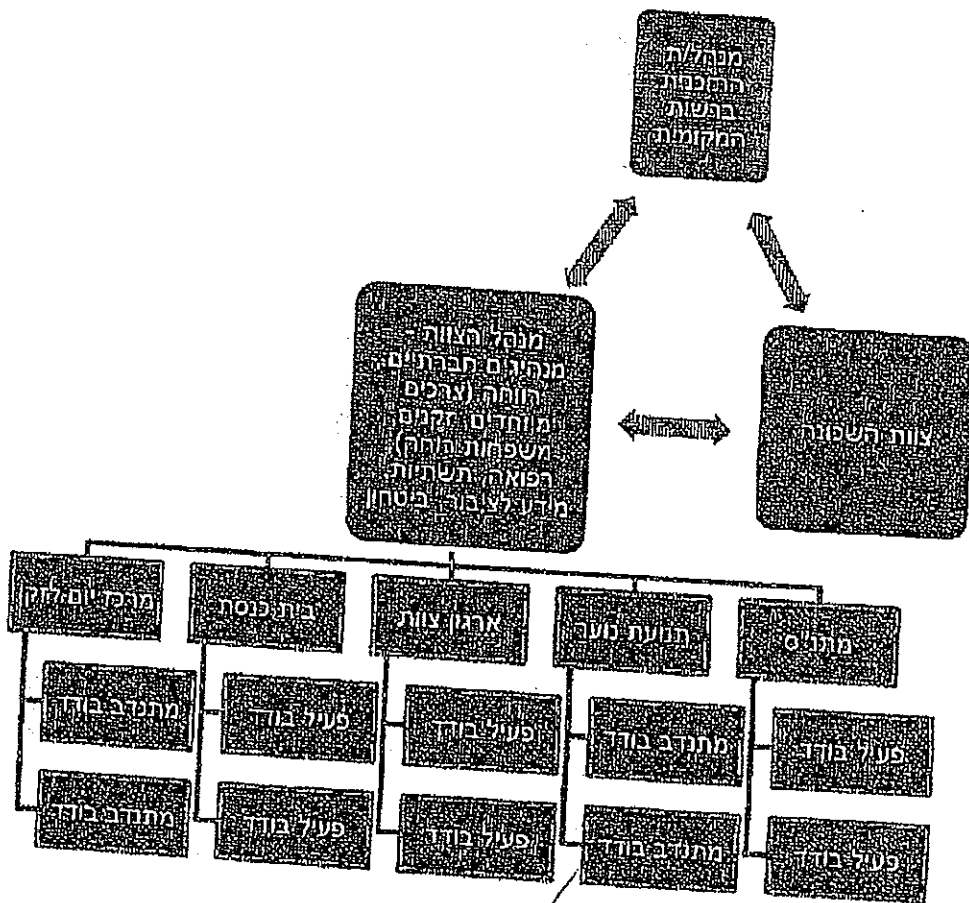 מנהל/ת
התכנית
ברשות
המקומית
מנהל הצוות -
מנהיגים חברתיים,
רווחה (צרכים
מיוחדים, זקנים,
משפחות רווחה)
רפואה, תשתיות
מידע לציבור, ביטחון
צוות השכונה
מתנ"ס
תנועת נוער
ארגון צוות
בית כנסת
מרכז יום לזקן
פעיל בודד
מתנדב בודד
פעיל בודד
פעיל בודד
מתנדב בודד
פעיל בודד
מתנדב בודד
פעיל בודד
פעיל בודד
מתנדב בודד